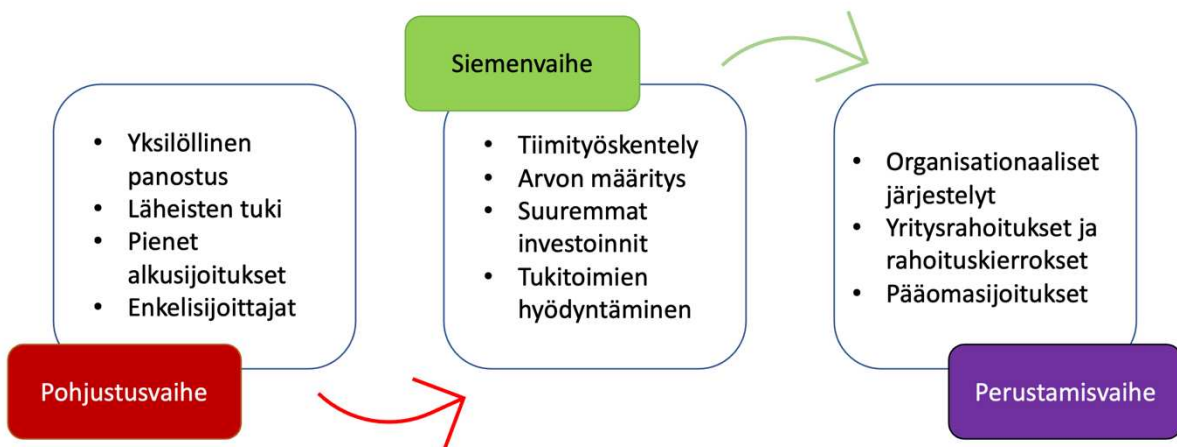 Siemenvaihe
• Yksilöllinen
panostus
• Läheisten tuki
• Pienet
alkusijoitukset
• Enkelisijoittajat
Pohjustusvaihe
• Tiimityöskentely
• Arvon määritys
• Suuremmat
investoinnit
• Tukitoimien
hyödyntäminen
• Organisationaaliset
järjestelyt
• Yritysrahoitukset ja
rahoituskierrokset
• Pääomasijoitukset
Perustamisvaihe